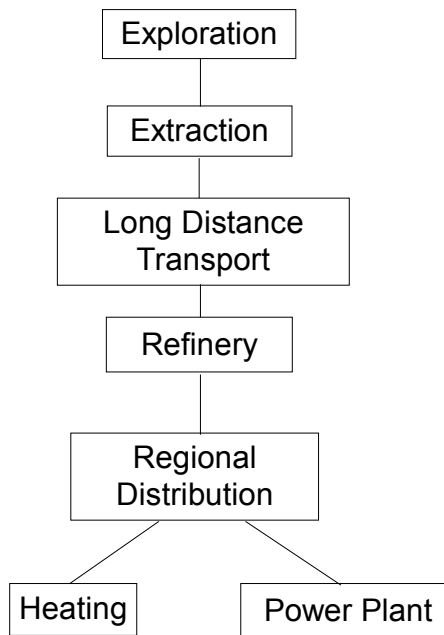 Exploration
Extraction
Long Distance
Transport
Refinery
Regional
Distribution
Heating
Power Plant